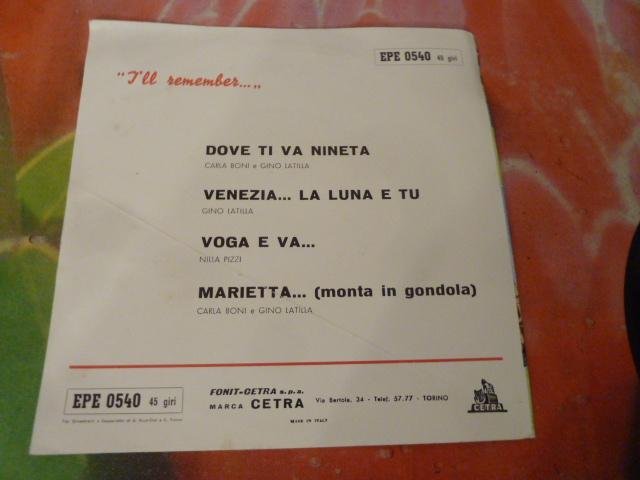 EPE 0540 45 giri
"I'll remember..."
DOVE TI VA NINETA
CARLA BONI e GINO LATILLA
VENEZIA... LA LUNA E TU
GINO LATILLA
VOGA E VA...
NILLA PIZZI
MARIETTA... (monta in gondola)
CARLA BONI e GINO LATILLA
EPE 0540 45 giri
FONIT-CETRA s.p.a.
MARCA CETRA
Via Bertola, 34 - Telef. 57.77 - TORINO
MADE IN ITALY
CETRA